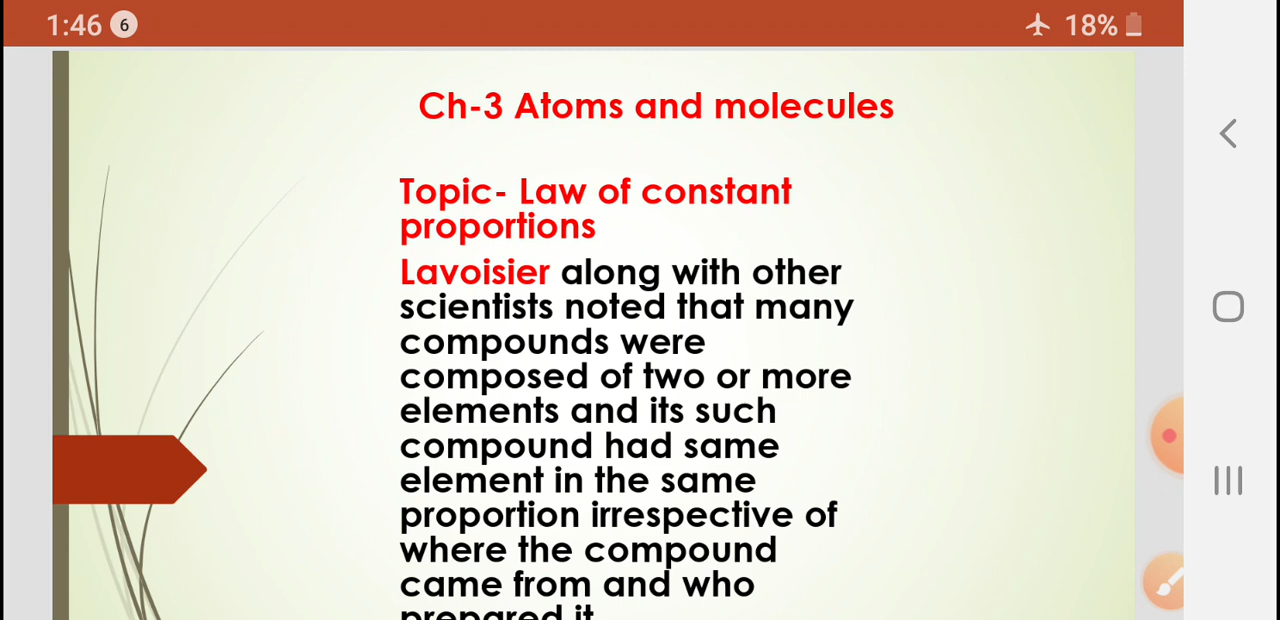 1:46 6 18%
Ch-3 Atoms and molecules
Topic- Law of constant
proportions
Lavoisier along with other
scientists noted that many
compounds were
composed of two or more
elements and its such
compound had same
element in the same
proportion irrespective of
where the compound
came from and who
prepared it